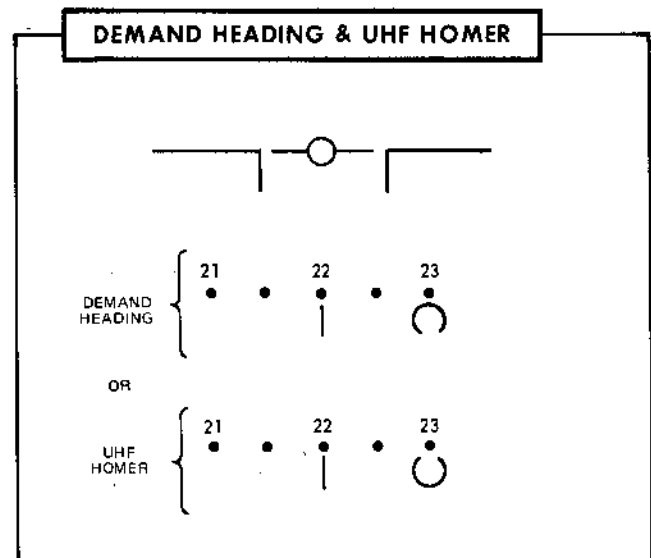 DEMAND HEADING & UHF HOMER
21 22 23
DEMAND
HEADING
OR
21 22 23
UHF
HOMER